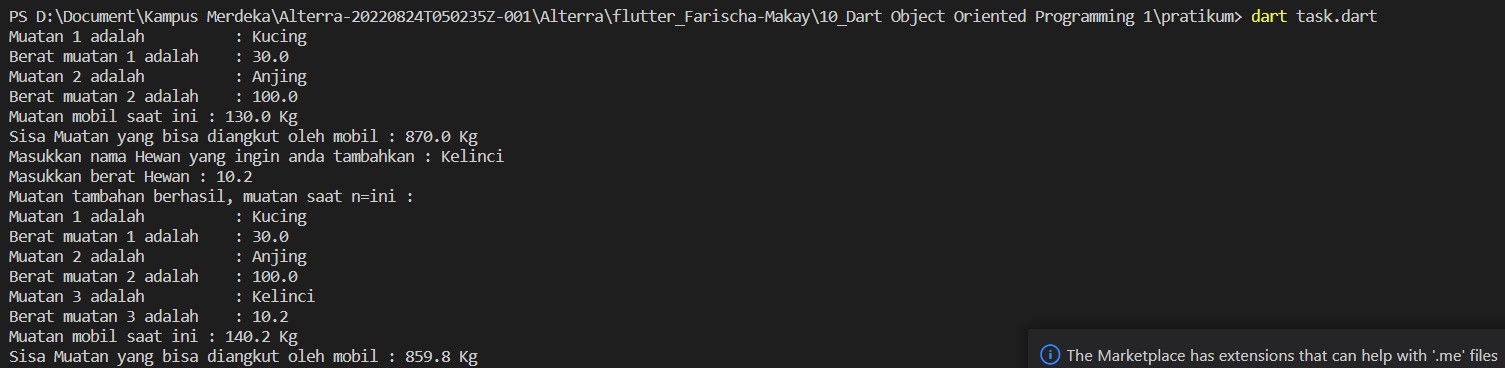 PS D:\Document\Kampus Merdeka\Alterra-20220824T050235Z-001\Alterra\flutter_Farischa-Makay\10_Dart Object Oriented Programming 1\pratikum> dart task.dart
Muatan 1 adalah          : Kucing
Berat muatan 1 adalah    : 30.0
Muatan 2 adalah          : Anjing
Berat muatan 2 adalah    : 100.0
Muatan mobil saat ini : 130.0 Kg
Sisa Muatan yang bisa diangkut oleh mobil : 870.0 Kg
Masukkan nama Hewan yang ingin anda tambahkan : Kelinci
Masukkan berat Hewan : 10.2
Muatan tambahan berhasil, muatan saat n=ini :
Muatan 1 adalah          : Kucing
Berat muatan 1 adalah    : 30.0
Muatan 2 adalah          : Anjing
Berat muatan 2 adalah    : 100.0
Muatan 3 adalah          : Kelinci
Berat muatan 3 adalah    : 10.2
Muatan mobil saat ini : 140.2 Kg
Sisa Muatan yang bisa diangkut oleh mobil : 859.8 Kg
The Marketplace has extensions that can help with '.me' files